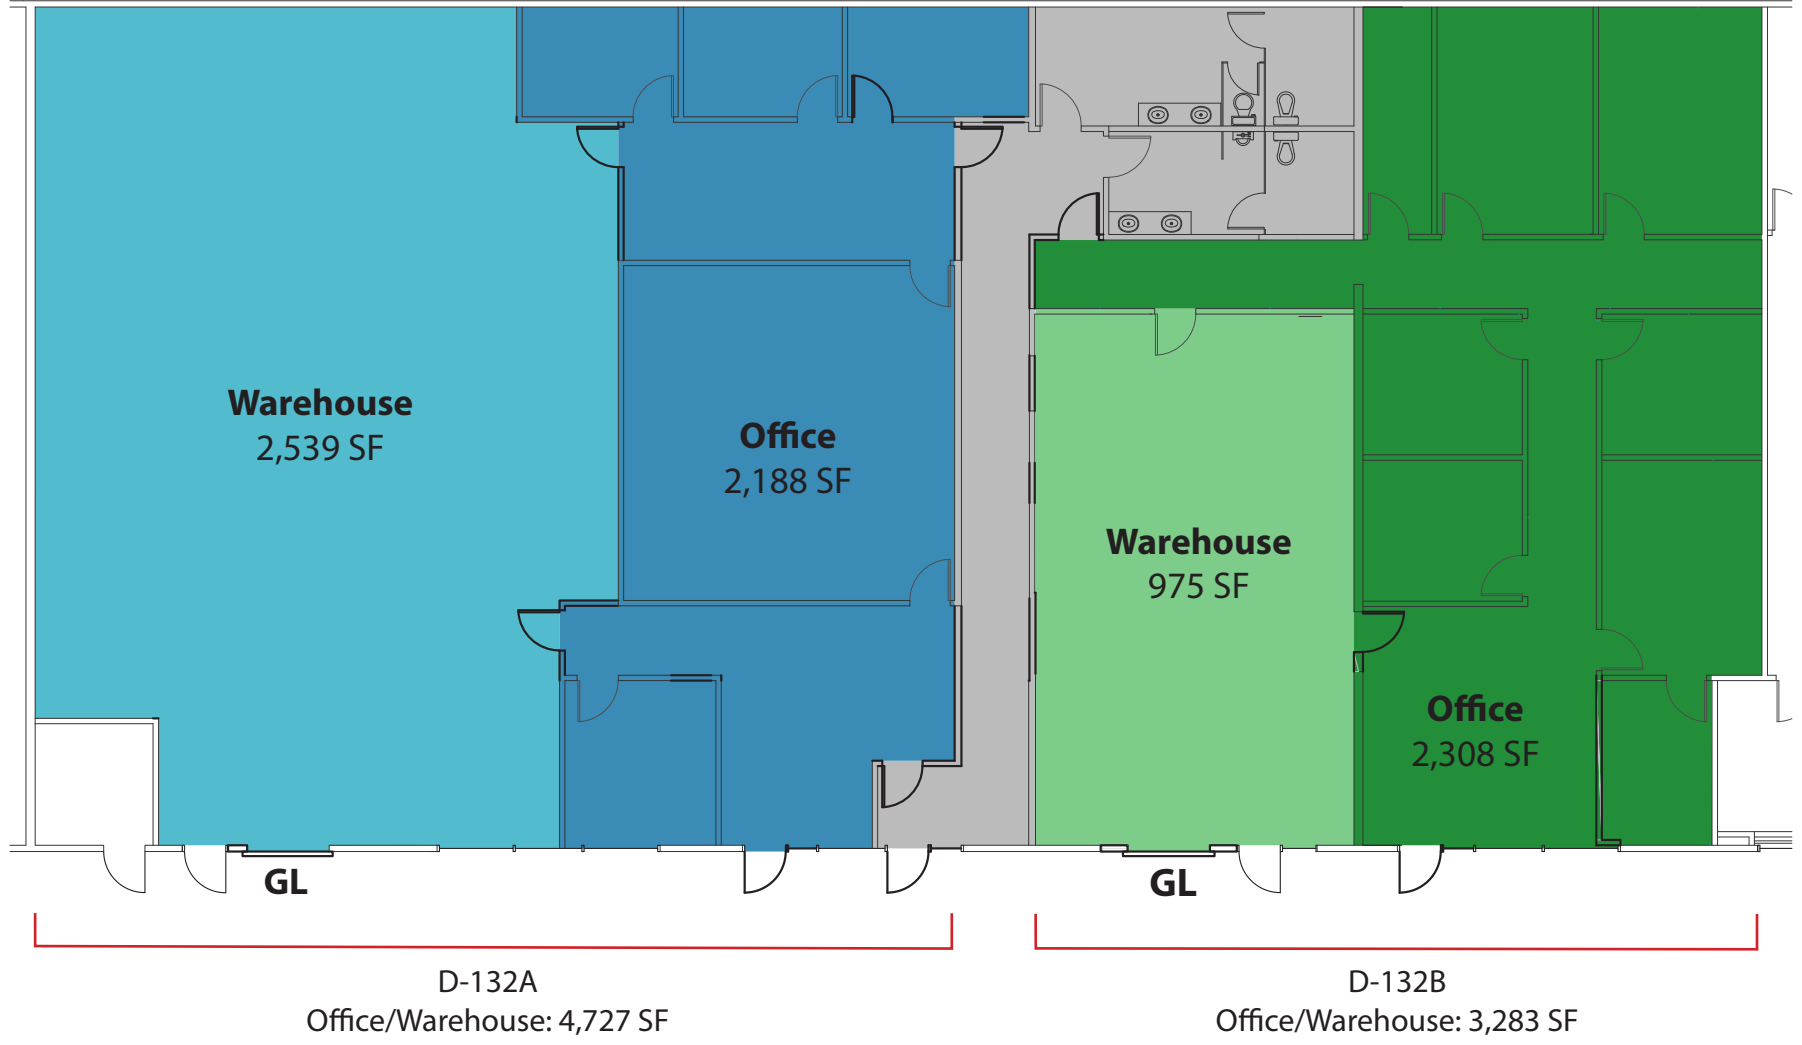 Warehouse
2,539 SF
Office
2,188 SF
Warehouse
975 SF
Office
2,308 SF
GL
GL
D-132A
Office/Warehouse: 4,727 SF
D-132B
Office/Warehouse: 3,283 SF